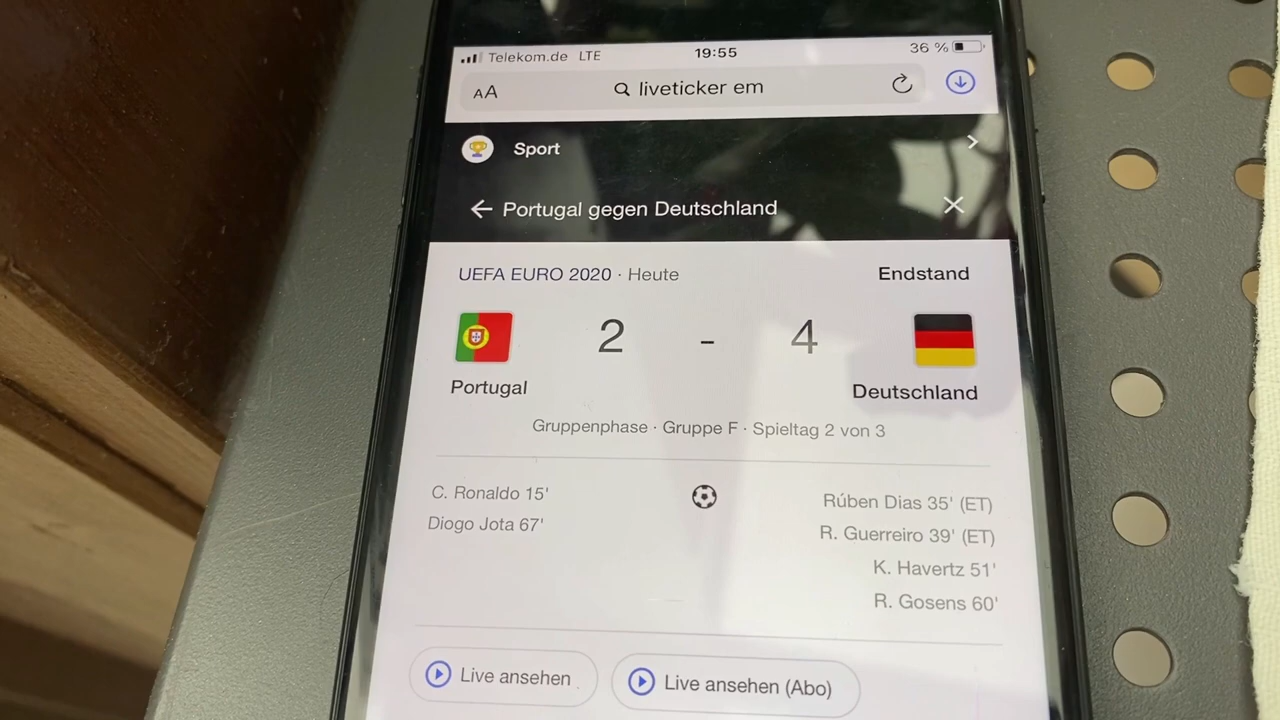 Telekom.de LTE 19:55 36 %
AA liveticker em
Sport
Portugal gegen Deutschland
UEFA EURO 2020 · Heute Endstand
2 - 4
Portugal Deutschland
Gruppenphase · Gruppe F · Spieltag 2 von 3
C. Ronaldo 15' Rúben Dias 35' (ET)
Diogo Jota 67' R. Guerreiro 39' (ET)
K. Havertz 51'
R. Gosens 60'
Live ansehen Live ansehen (Abo)